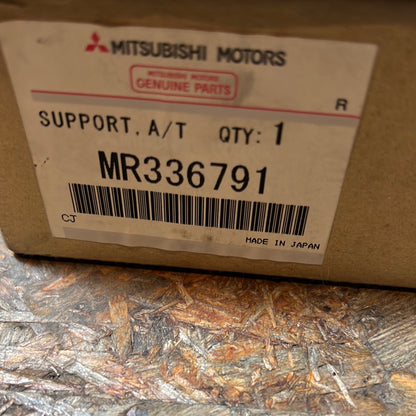 MITSUBISHI MOTORS
MITSUBISHI MOTORS
GENUINE PARTS
R
SUPPORT, A/T QTY: 1
MR336791
CJ
MADE IN JAPAN